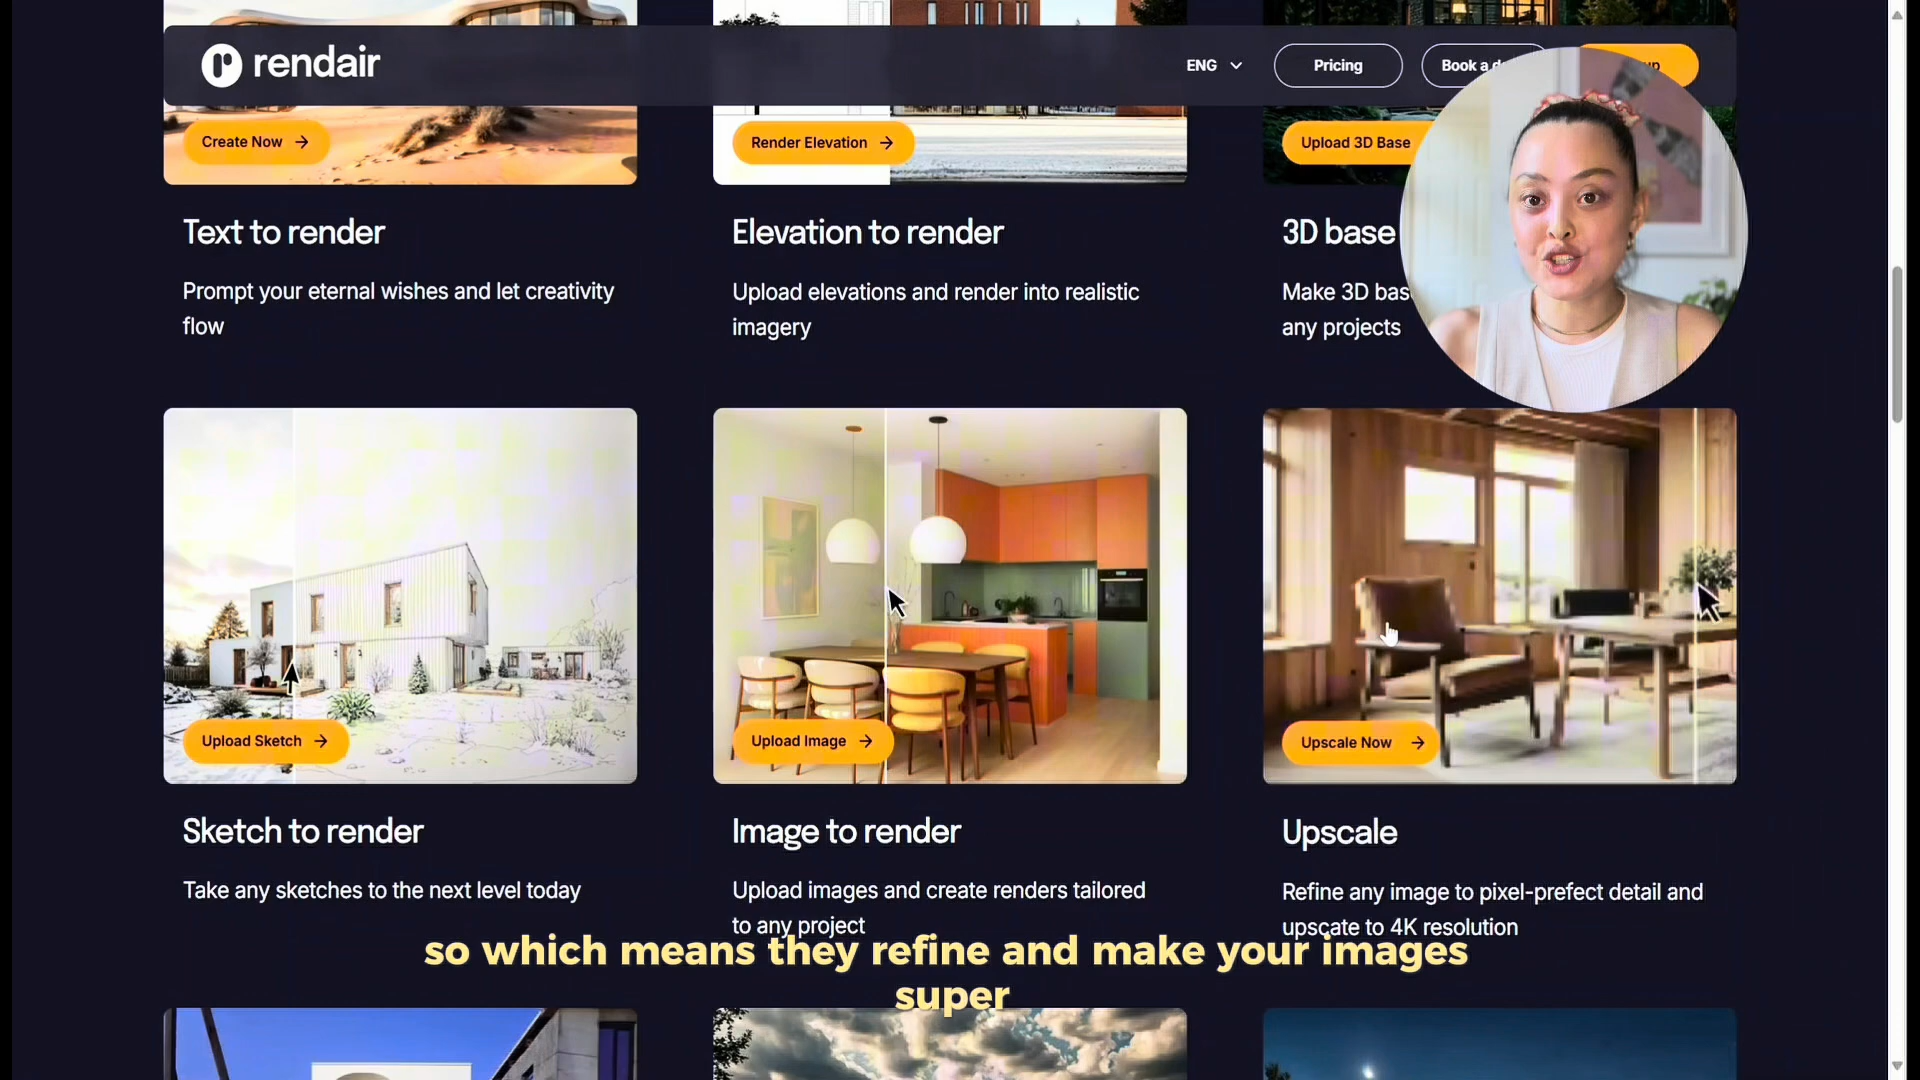 rendair
ENG
Pricing
Book a
Create Now
Render Elevation
Upload 3D Base
Text to render
Elevation to render
3D base
Prompt your eternal wishes and let creativity
flow
Upload elevations and render into realistic
imagery
Make 3D
any projects
Upload Sketch
Upload Image
Upscale Now
Sketch to render
Image to render
Upscale
Take any sketches to the next level today
Upload images and create renders tailored
to any project
Refine any image to pixel-prefect detail and
upscate to 4K resolution
so which means they refine and make your images
super